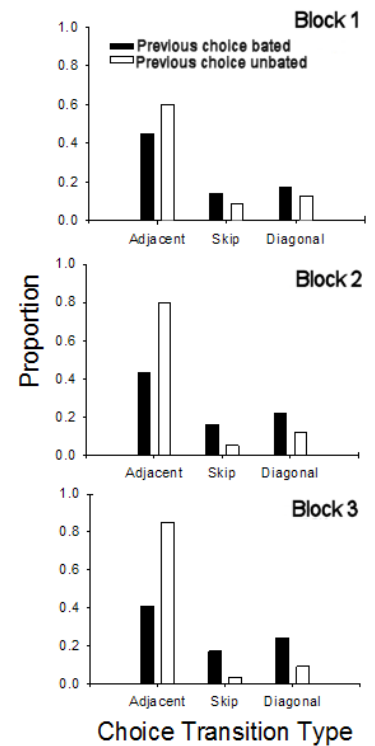 Block 1
1.0
Previous choice bated
Previous choice unbated
0.8
0.6
0.4
0.2
0.0
Adjacent Skip Diagonal
Block 2
1.0
0.8
0.6
0.4
0.2
0.0
Adjacent Skip Diagonal
Proportion
Block 3
1.0
0.8
0.6
0.4
0.2
0.0
Adjacent Skip Diagonal
Choice Transition Type